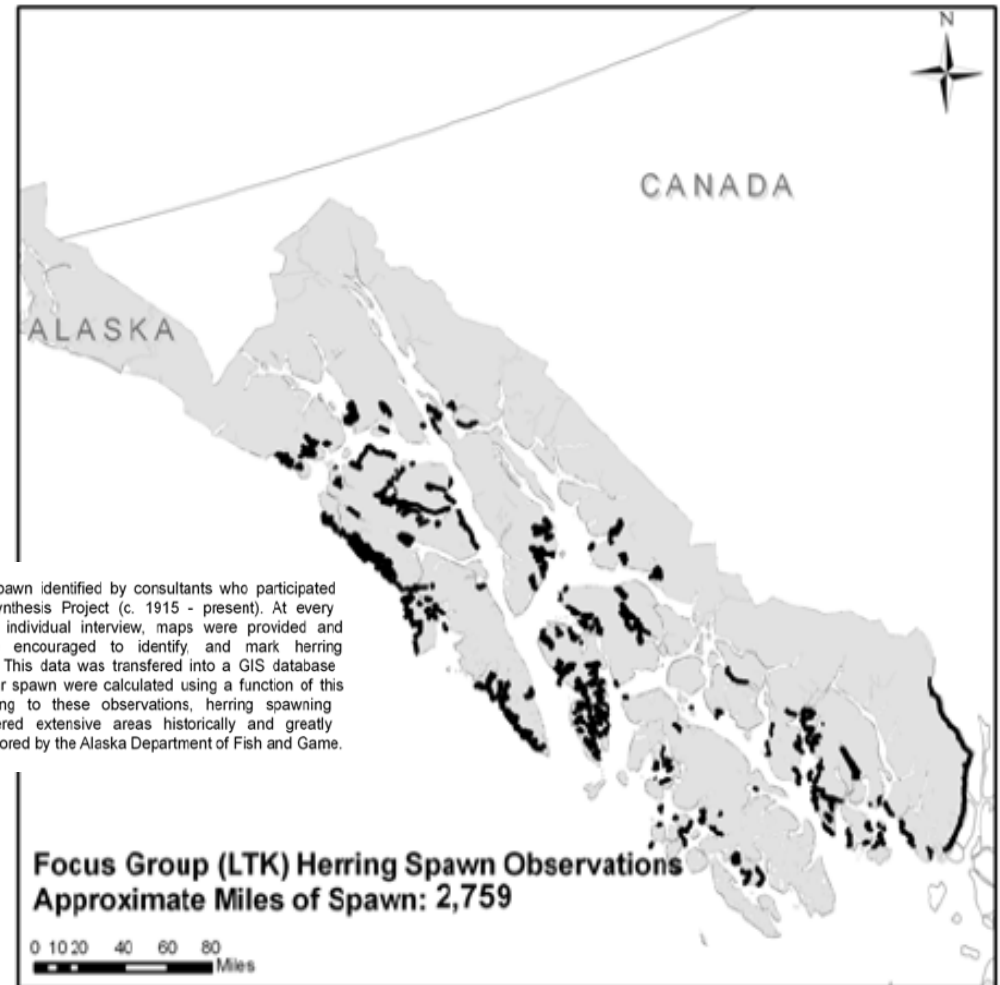 N
CANADA
ALASKA
pawn identified by consultants who participated
ynthesis Project (c. 1915 - present). At every
individual interview, maps were provided and
encouraged to identify, and mark herring
This data was transfered into a GIS database
r spawn were calculated using a function of this
ng to these observations, herring spawning
ered extensive areas historically and greatly
ored by the Alaska Department of Fish and Game.
Focus Group (LTK) Herring Spawn Observations
Approximate Miles of Spawn: 2,759
0 10 20 40 60 80
Miles